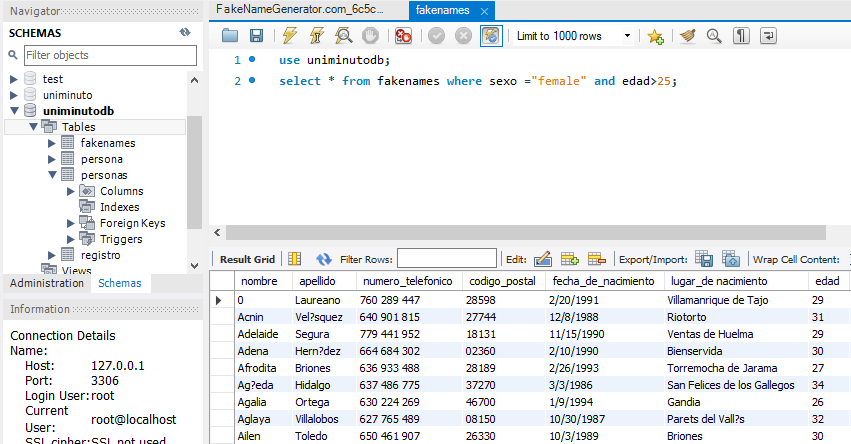 Navigator
FakeNameGenerator.com_6c5c...
fakenames
SCHEMAS
Filter objects
test
uniminuto
uniminutodb
Tables
fakenames
persona
personas
Columns
Indexes
Foreign Keys
Triggers
registro
Views
Administration Schemas
Information
Connection Details
Name:
Host: 127.0.0.1
Port: 3306
Login User: root
Current root@localhost
User:
SSL cipher: SSL not used
Limit to 1000 rows
1 use uniminutodb;
2 select * from fakenames where sexo ="female" and edad>25;
Result Grid Filter Rows: Edit: Export/Import: Wrap Cell Content:
nombre apellido numero_telefonico codigo_postal fecha_de_nacimiento lugar_de nacimiento edad
0 Laureano 760 289 447 28598 2/20/1991 Villamanrique de Tajo 29
Acnin Vel?squez 640 901 815 27744 12/8/1988 Riotorto 31
Adelaide Segura 779 441 952 18131 11/15/1990 Ventas de Huelma 29
Adena Hern?dez 664 684 302 02360 2/10/1990 Bienservida 30
Afrodita Briones 636 933 488 28189 2/26/1993 Torremocha de Jarama 27
Ag?eda Hidalgo 637 486 775 37270 3/3/1986 San Felices de los Gallegos 34
Agalia Ortega 630 224 269 46700 1/9/1994 Gandia 26
Aglaya Villalobos 627 765 489 08150 10/30/1987 Parets del Vall?s 32
Ailen Toledo 650 461 907 26330 10/3/1989 Briones 30